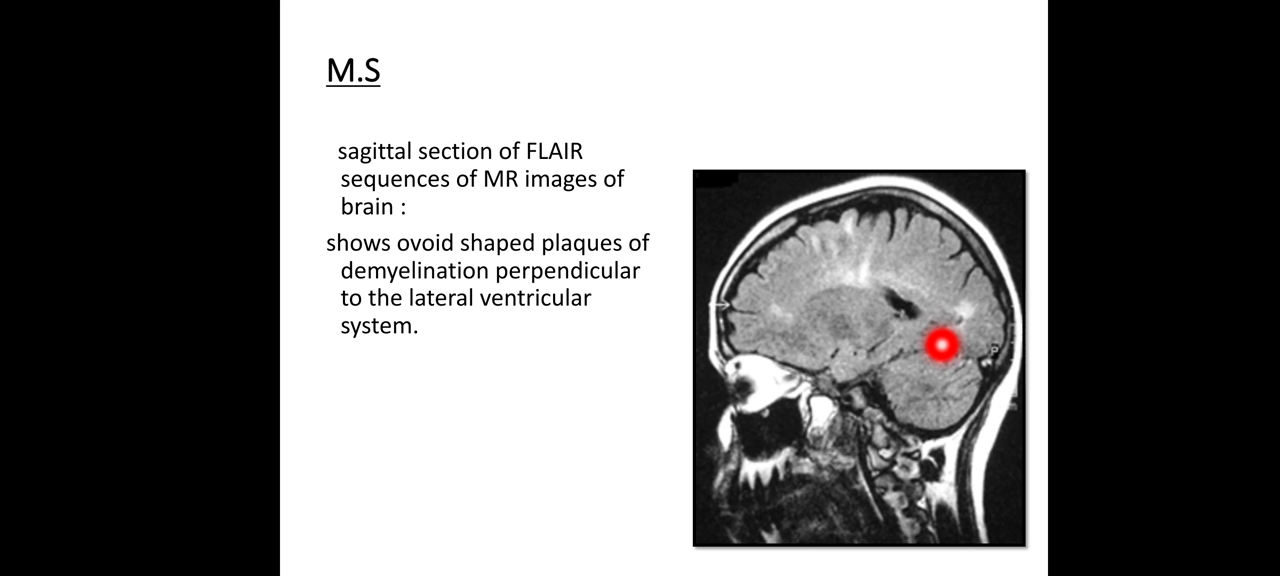 M.S
sagittal section of FLAIR
sequences of MR images of
brain :
shows ovoid shaped plaques of
demyelination perpendicular
to the lateral ventricular
system.
P